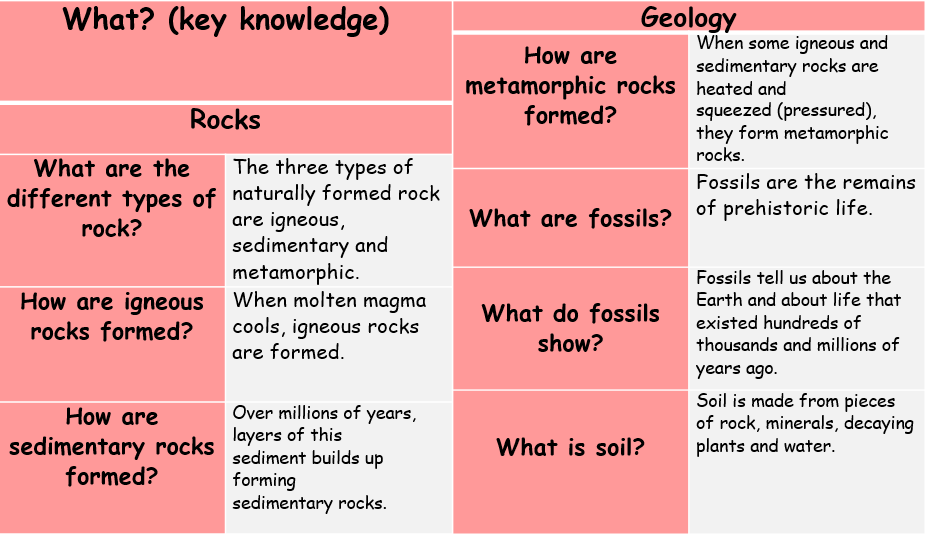 What? (key knowledge)
Rocks
What are the
different types of
rock?
The three types of
naturally formed rock
are igneous,
sedimentary and
metamorphic.
How are igneous
rocks formed?
When molten magma
cools, igneous rocks
are formed.
How are
sedimentary rocks
formed?
Over millions of years,
layers of this
sediment builds up
forming
sedimentary rocks.
Geology
How are
metamorphic rocks
formed?
When some igneous and
sedimentary rocks are
heated and
squeezed (pressured),
they form metamorphic
rocks.
What are fossils?
Fossils are the remains
of prehistoric life.
What do fossils
show?
Fossils tell us about the
Earth and about life that
existed hundreds of
thousands and millions of
years ago.
What is soil?
Soil is made from pieces
of rock, minerals, decaying
plants and water.